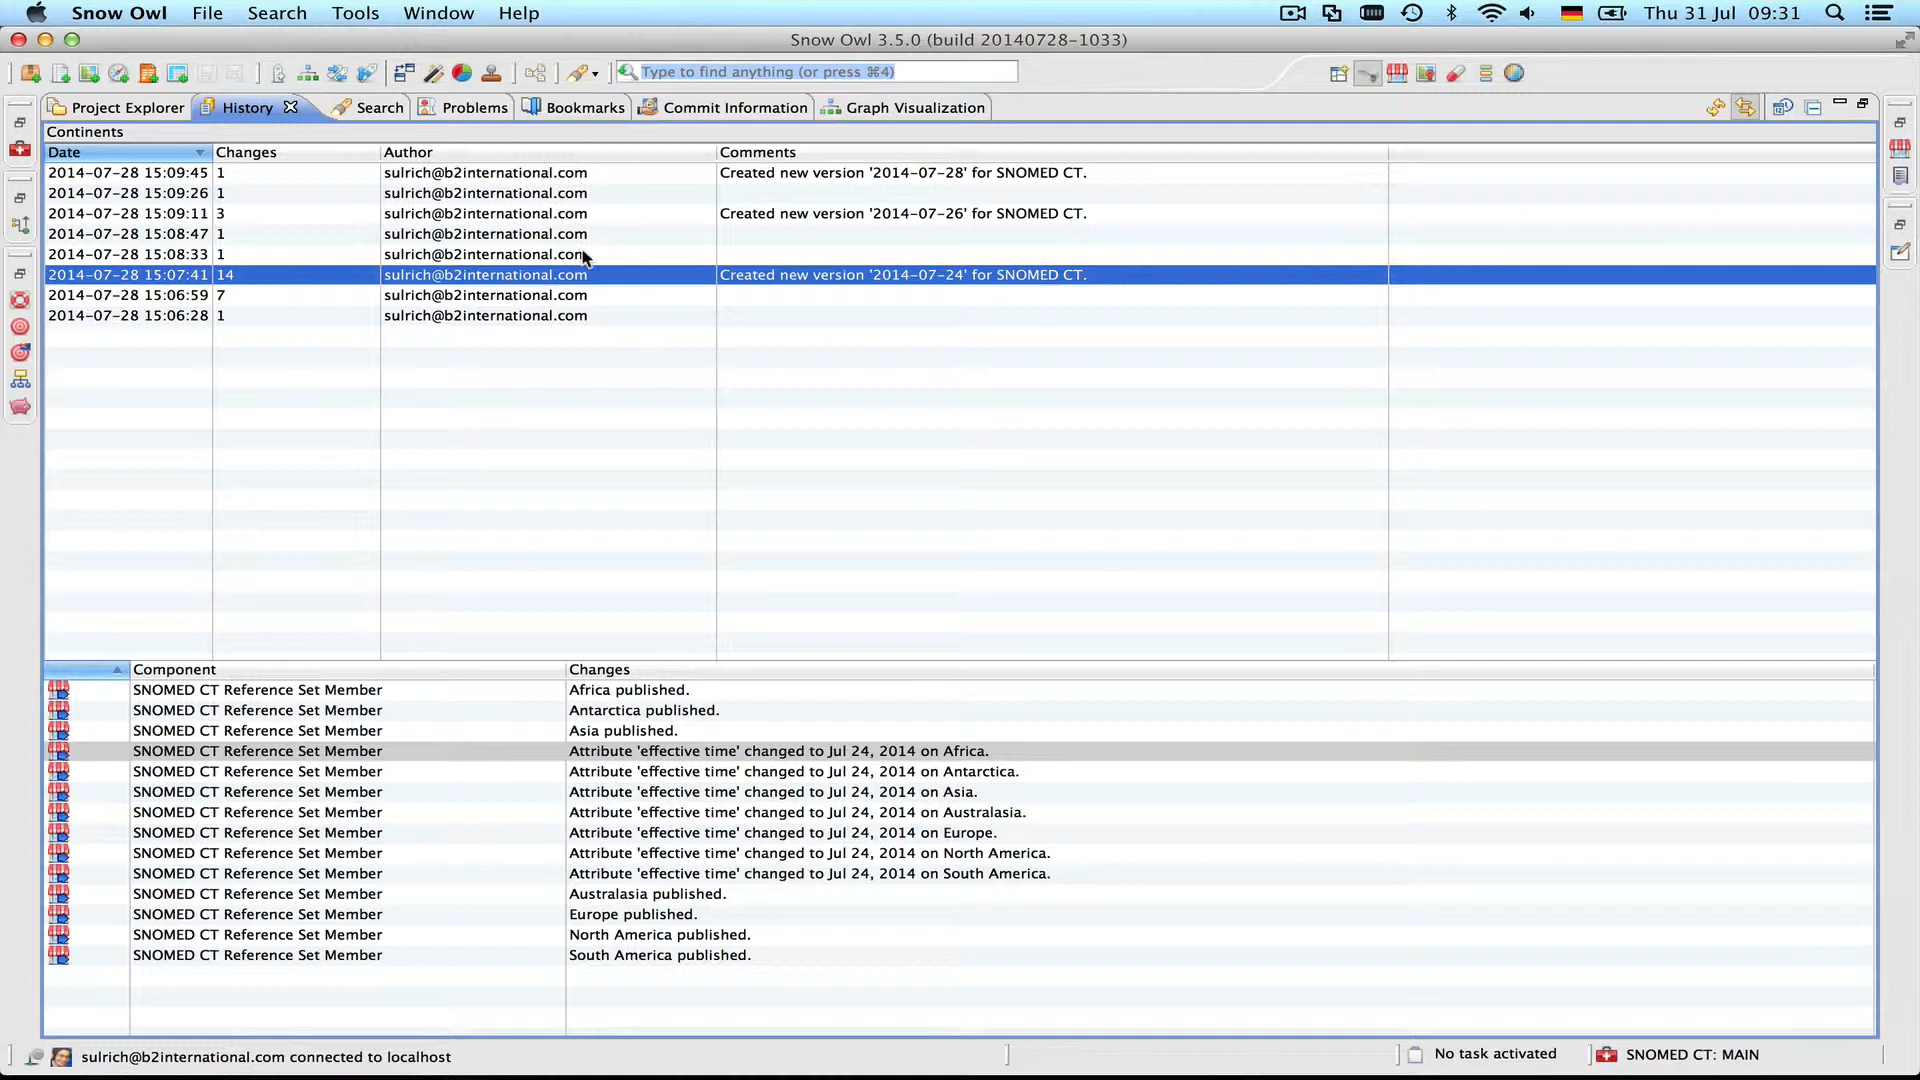 Snow Owl File Search Tools Window Help Thu 31 Jul 09:31
Snow Owl 3.5.0 (build 20140728-1033)
Type to find anything (or press ⌘4)
Project Explorer History Search Problems Bookmarks Commit Information Graph Visualization
Continents
Date Changes Author Comments
2014-07-28 15:09:45 1 sulrich@b2international.com Created new version '2014-07-28' for SNOMED CT.
2014-07-28 15:09:26 1 sulrich@b2international.com
2014-07-28 15:09:11 3 sulrich@b2international.com Created new version '2014-07-26' for SNOMED CT.
2014-07-28 15:08:47 1 sulrich@b2international.com
2014-07-28 15:08:33 1 sulrich@b2international.com
2014-07-28 15:07:41 14 sulrich@b2international.com Created new version '2014-07-24' for SNOMED CT.
2014-07-28 15:06:59 7 sulrich@b2international.com
2014-07-28 15:06:28 1 sulrich@b2international.com
Component Changes
SNOMED CT Reference Set Member Africa published.
SNOMED CT Reference Set Member Antarctica published.
SNOMED CT Reference Set Member Asia published.
SNOMED CT Reference Set Member Attribute 'effective time' changed to Jul 24, 2014 on Africa.
SNOMED CT Reference Set Member Attribute 'effective time' changed to Jul 24, 2014 on Antarctica.
SNOMED CT Reference Set Member Attribute 'effective time' changed to Jul 24, 2014 on Asia.
SNOMED CT Reference Set Member Attribute 'effective time' changed to Jul 24, 2014 on Australasia.
SNOMED CT Reference Set Member Attribute 'effective time' changed to Jul 24, 2014 on Europe.
SNOMED CT Reference Set Member Attribute 'effective time' changed to Jul 24, 2014 on North America.
SNOMED CT Reference Set Member Attribute 'effective time' changed to Jul 24, 2014 on South America.
SNOMED CT Reference Set Member Australasia published.
SNOMED CT Reference Set Member Europe published.
SNOMED CT Reference Set Member North America published.
SNOMED CT Reference Set Member South America published.
sulrich@b2international.com connected to localhost No task activated SNOMED CT: MAIN